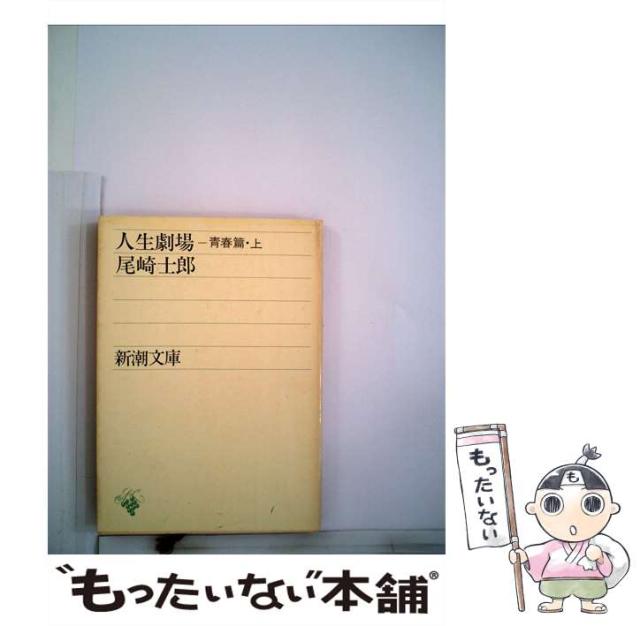 人生劇場－青春篇・上
尾崎士郎
新潮文庫
もったいない
も
“もったいない”本舗®